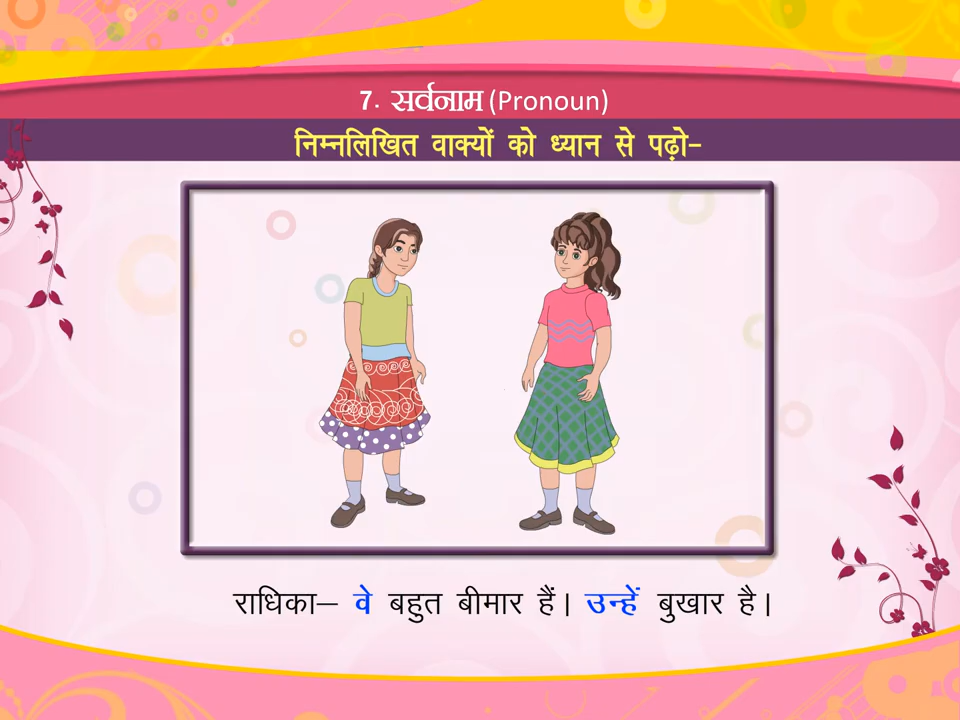 7. सर्वनाम (Pronoun)
निम्नलिखित वाक्यों को ध्यान से पढ़ो-
राधिका– वे बहुत बीमार हैं। उन्हें बुखार है।